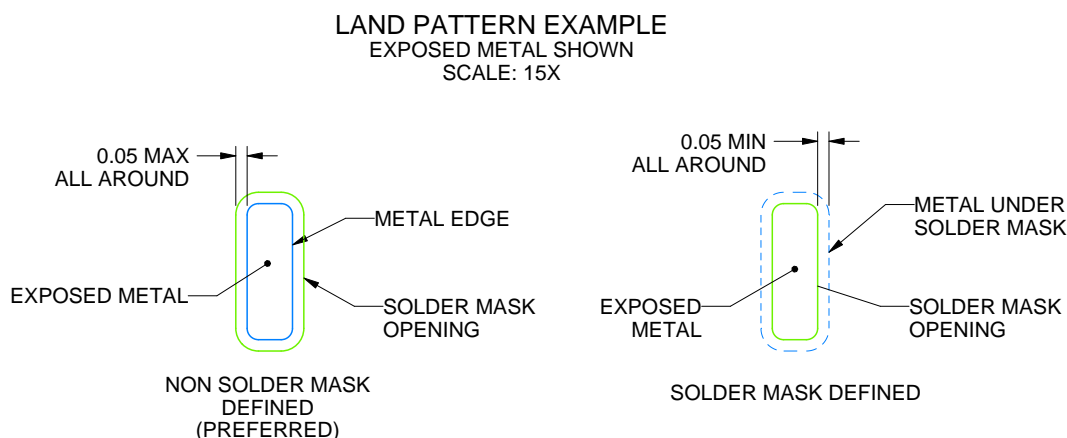 LAND PATTERN EXAMPLE
EXPOSED METAL SHOWN
SCALE: 15X
0.05 MAX
ALL AROUND
METAL EDGE
EXPOSED METAL
SOLDER MASK
OPENING
NON SOLDER MASK
DEFINED
(PREFERRED)
0.05 MIN
ALL AROUND
METAL UNDER
SOLDER MASK
EXPOSED
METAL
SOLDER MASK
OPENING
SOLDER MASK DEFINED